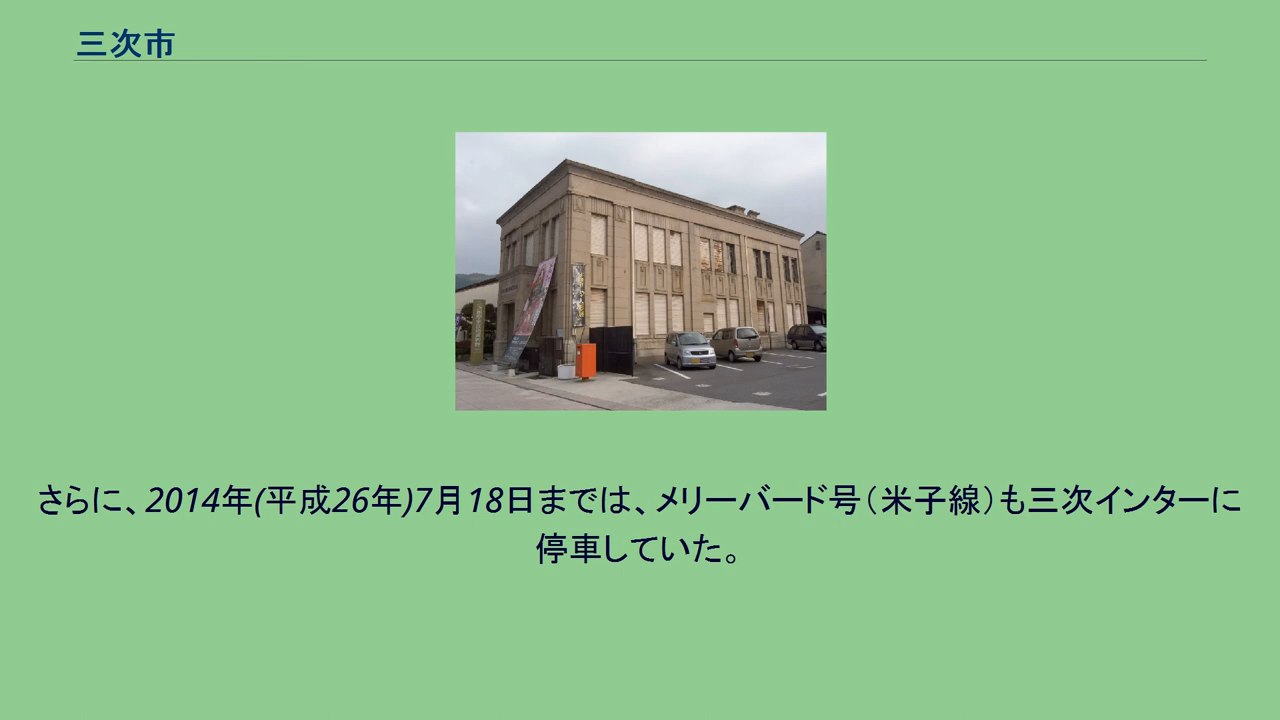 三次市
さらに、2014年(平成26年)7月18日までは、メリーバード号（米子線）も三次インターに
停車していた。